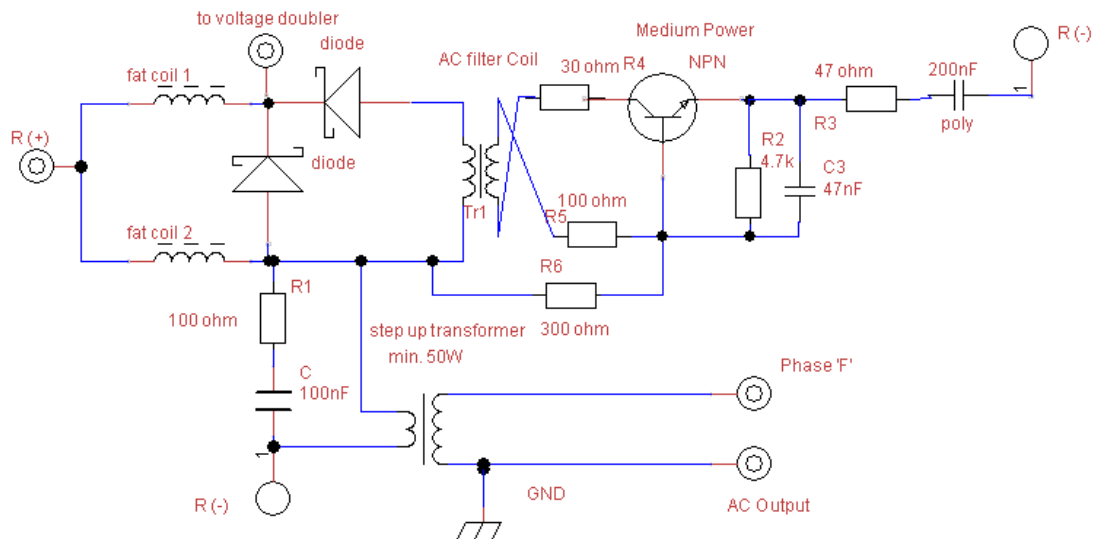 to voltage doubler
diode
Medium Power
R (-)
AC filter Coil
R4
NPN
fat coil 1
30 ohm
47 ohm
200nF
R (+)
1
poly
R3
diode
R2
4.7k
C3
47nF
Tr1
100 ohm
R5
fat coil 2
R6
R1
100 ohm
300 ohm
step up transformer
min. 50W
C
100nF
Phase 'F'
1
R (-)
GND
AC Output